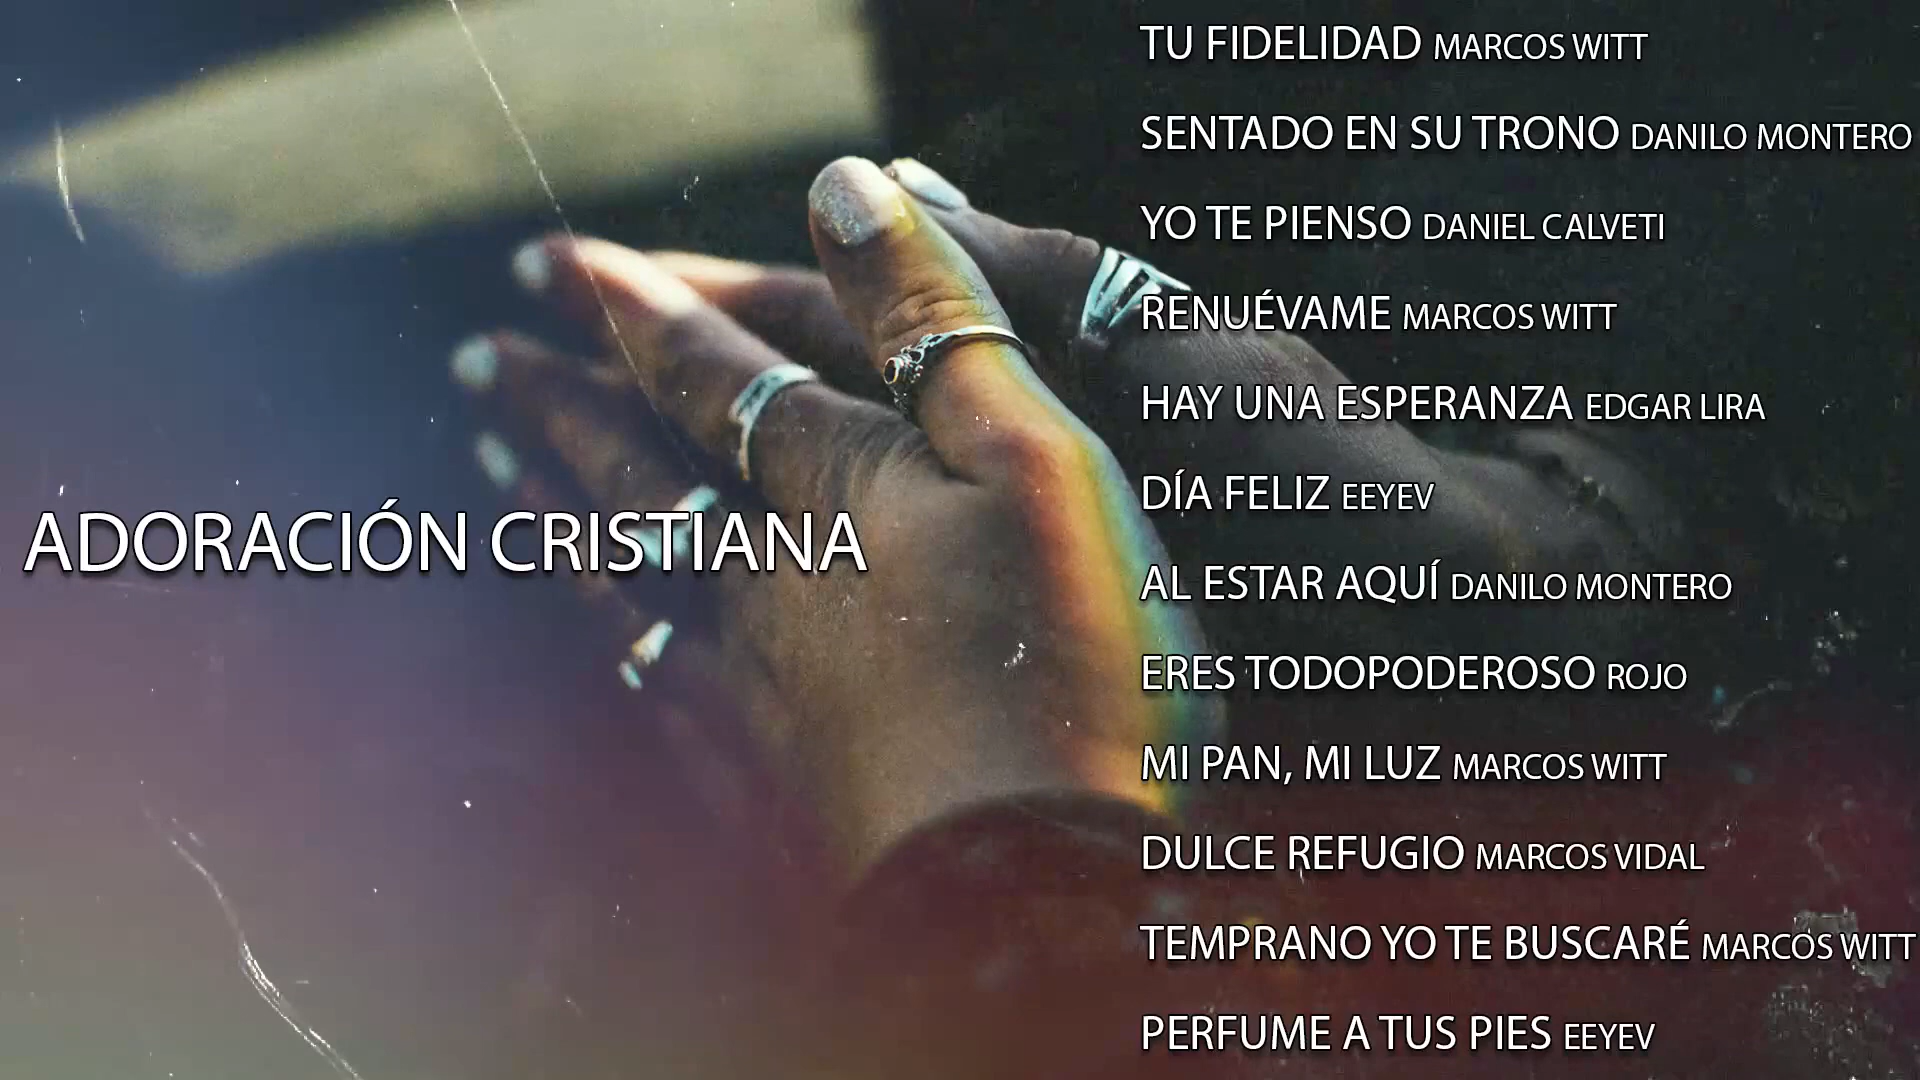 ADORACIÓN CRISTIANA
TU FIDELIDAD MARCOS WITT
SENTADO EN SU TRONO DANILO MONTERO
YO TE PIENSO DANIEL CALVETI
RENUÉVAME MARCOS WITT
HAY UNA ESPERANZA EDGAR LIRA
DÍA FELIZ EEYEV
AL ESTAR AQUÍ DANILO MONTERO
ERES TODOPODEROSO ROJO
MI PAN, MI LUZ MARCOS WITT
DULCE REFUGIO MARCOS VIDAL
TEMPRANO YO TE BUSCARÉ MARCOS WITT
PERFUME A TUS PIES EEYEV